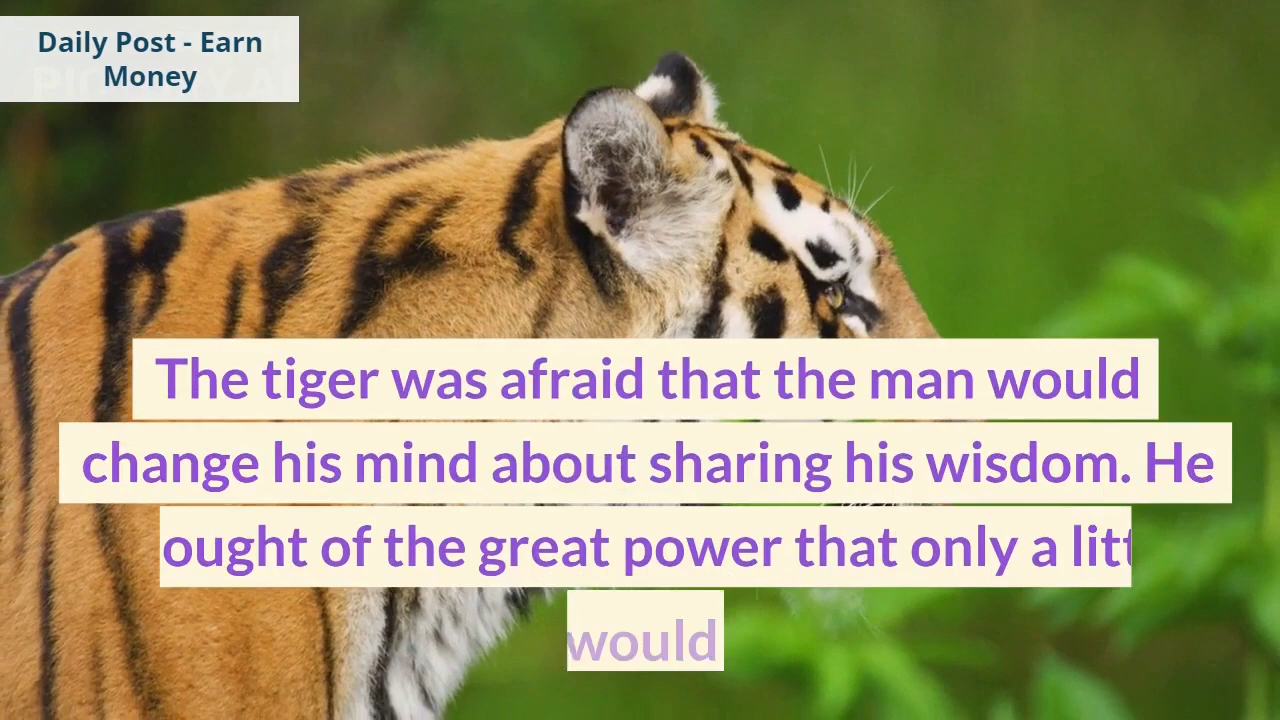 Daily Post - Earn
Money
The tiger was afraid that the man would
change his mind about sharing his wisdom. He
ought of the great power that only a litt
would